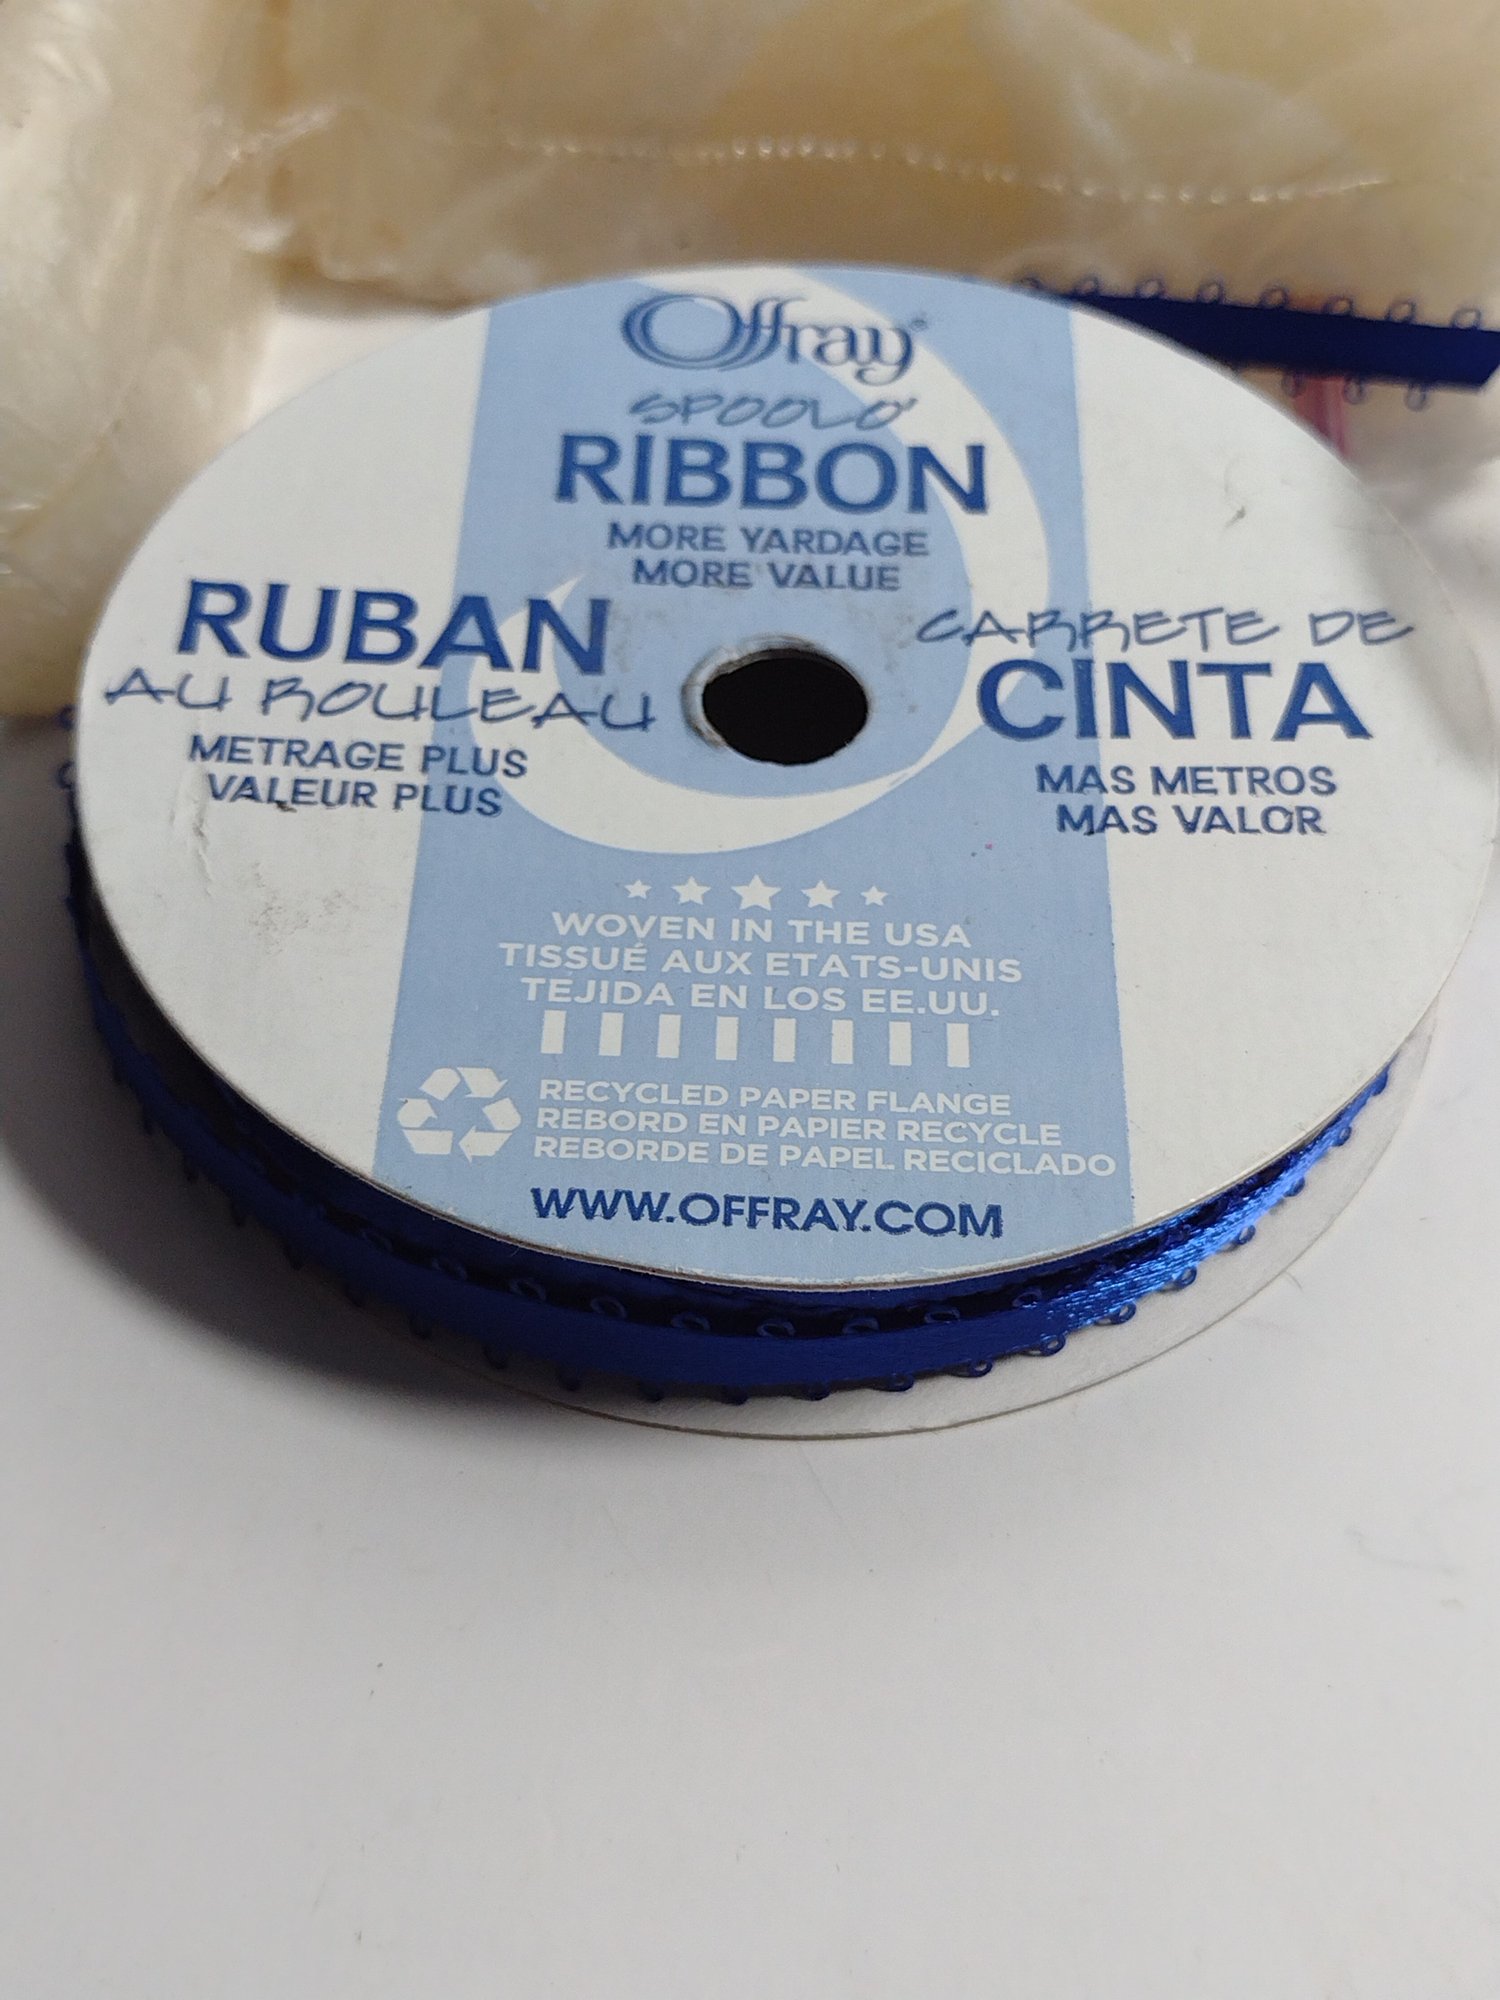 Offray®
SPOOL O'
RIBBON
MORE YARDAGE
MORE VALUE
RUBAN
AU ROULEAU
METRAGE PLUS
VALEUR PLUS
CARRETE DE
CINTA
MAS METROS
MAS VALOR
WOVEN IN THE USA
TISSUÉ AUX ETATS-UNIS
TEJIDA EN LOS EE.UU.
RECYCLED PAPER FLANGE
REBORD EN PAPIER RECYCLE
REBORDE DE PAPEL RECICLADO
WWW.OFFRAY.COM